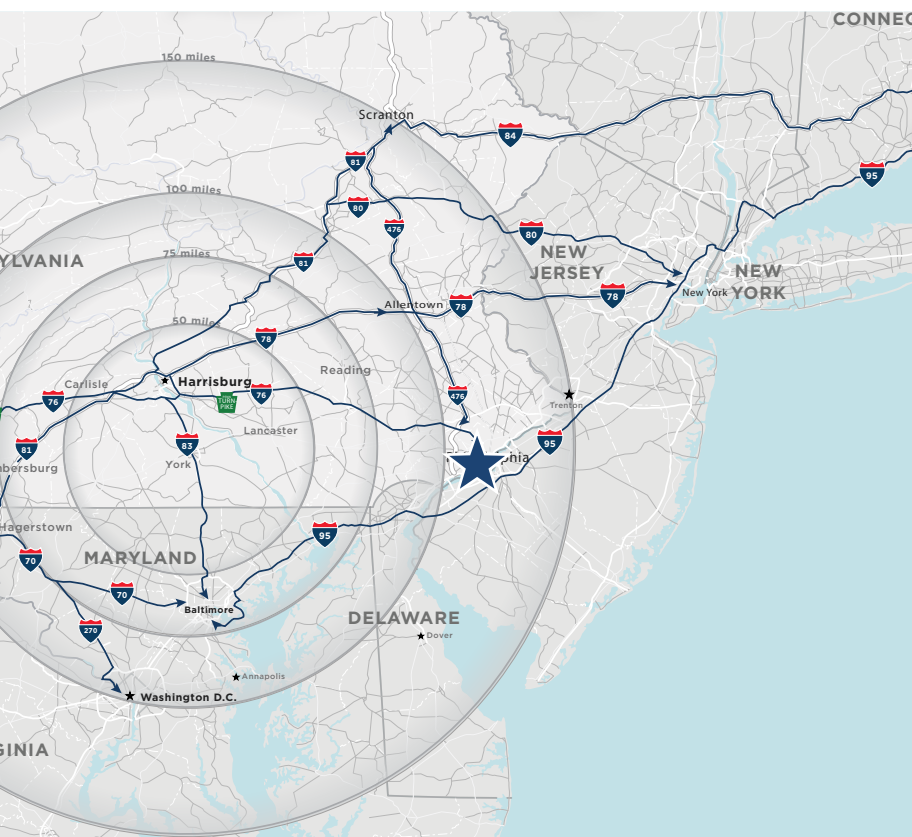 CONNEC
150 miles
Scranton
84
81
95
100 miles
80
476
80
YLVANIA
75 miles
81
NEW
JERSEY
NEW
YORK
New York
78
Allentown
78
50 miles
78
Reading
Carlisle
Harrisburg
76
TURN
PIKE
76
476
Trenton
Lancaster
95
81
83
York
phia
bersburg
Hagerstown
95
MARYLAND
70
70
Baltimore
DELAWARE
270
Dover
Annapolis
Washington D.C.
GINIA